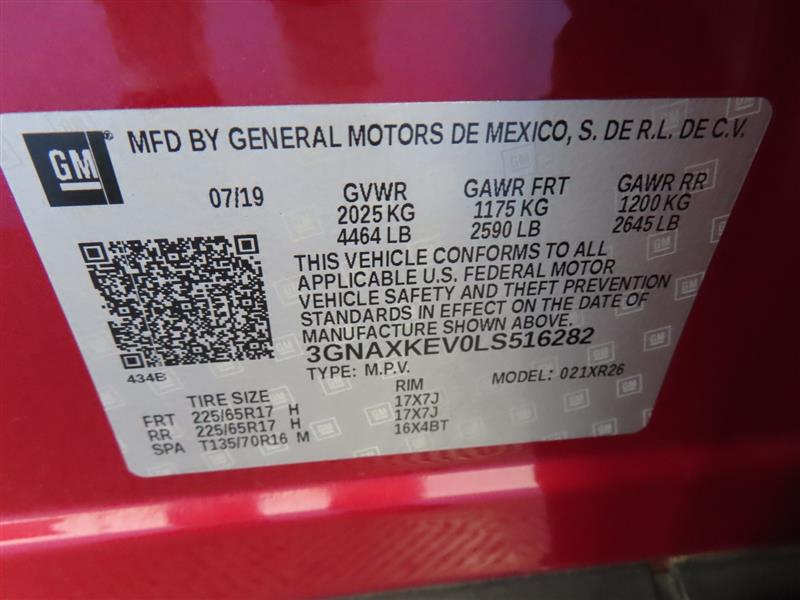 GM
MFD BY GENERAL MOTORS DE MEXICO, S. DE R.L. DE C.V.
07/19 GVWR GAWR FRT GAWR RR
2025 KG 1175 KG 1200 KG
4464 LB 2590 LB 2645 LB
THIS VEHICLE CONFORMS TO ALL
APPLICABLE U.S. FEDERAL MOTOR
VEHICLE SAFETY AND THEFT PREVENTION
STANDARDS IN EFFECT ON THE DATE OF
MANUFACTURE SHOWN ABOVE.
3GNAXKEV0LS516282
434B
TYPE: M.P.V. MODEL: 021XR26
TIRE SIZE RIM
FRT 225/65R17 H 17X7J
RR 225/65R17 H 17X7J
SPA T135/70R16 M 16X4BT